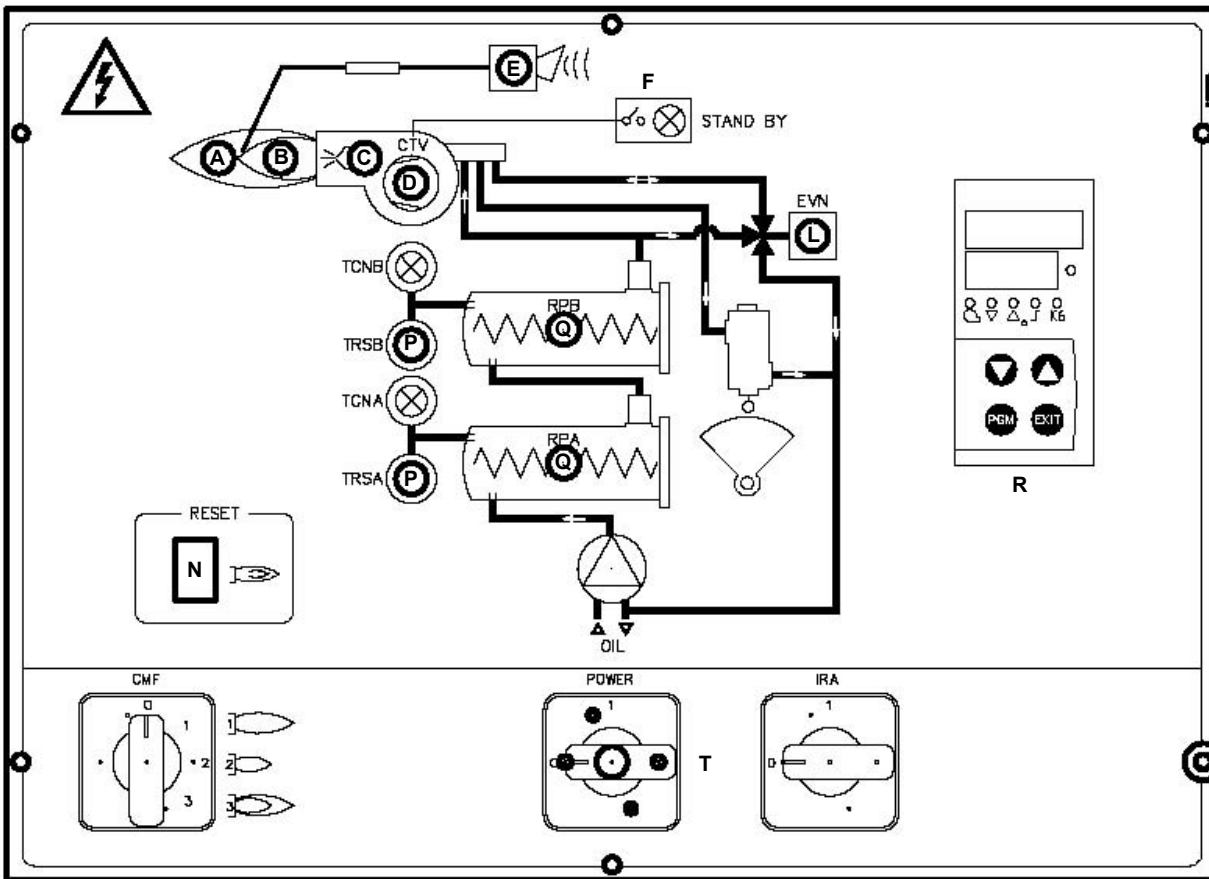 E
F
STAND BY
A
B
C
CTV
D
EVN
L
TCNB
RPB
Q
TRSB
P
KG
TCNA
PGM
EXIT
RPA
Q
TRSA
P
R
RESET
N
OIL
CMF
POWER
IRA
0
1
2
3
1
2
3
0
1
T
0
1